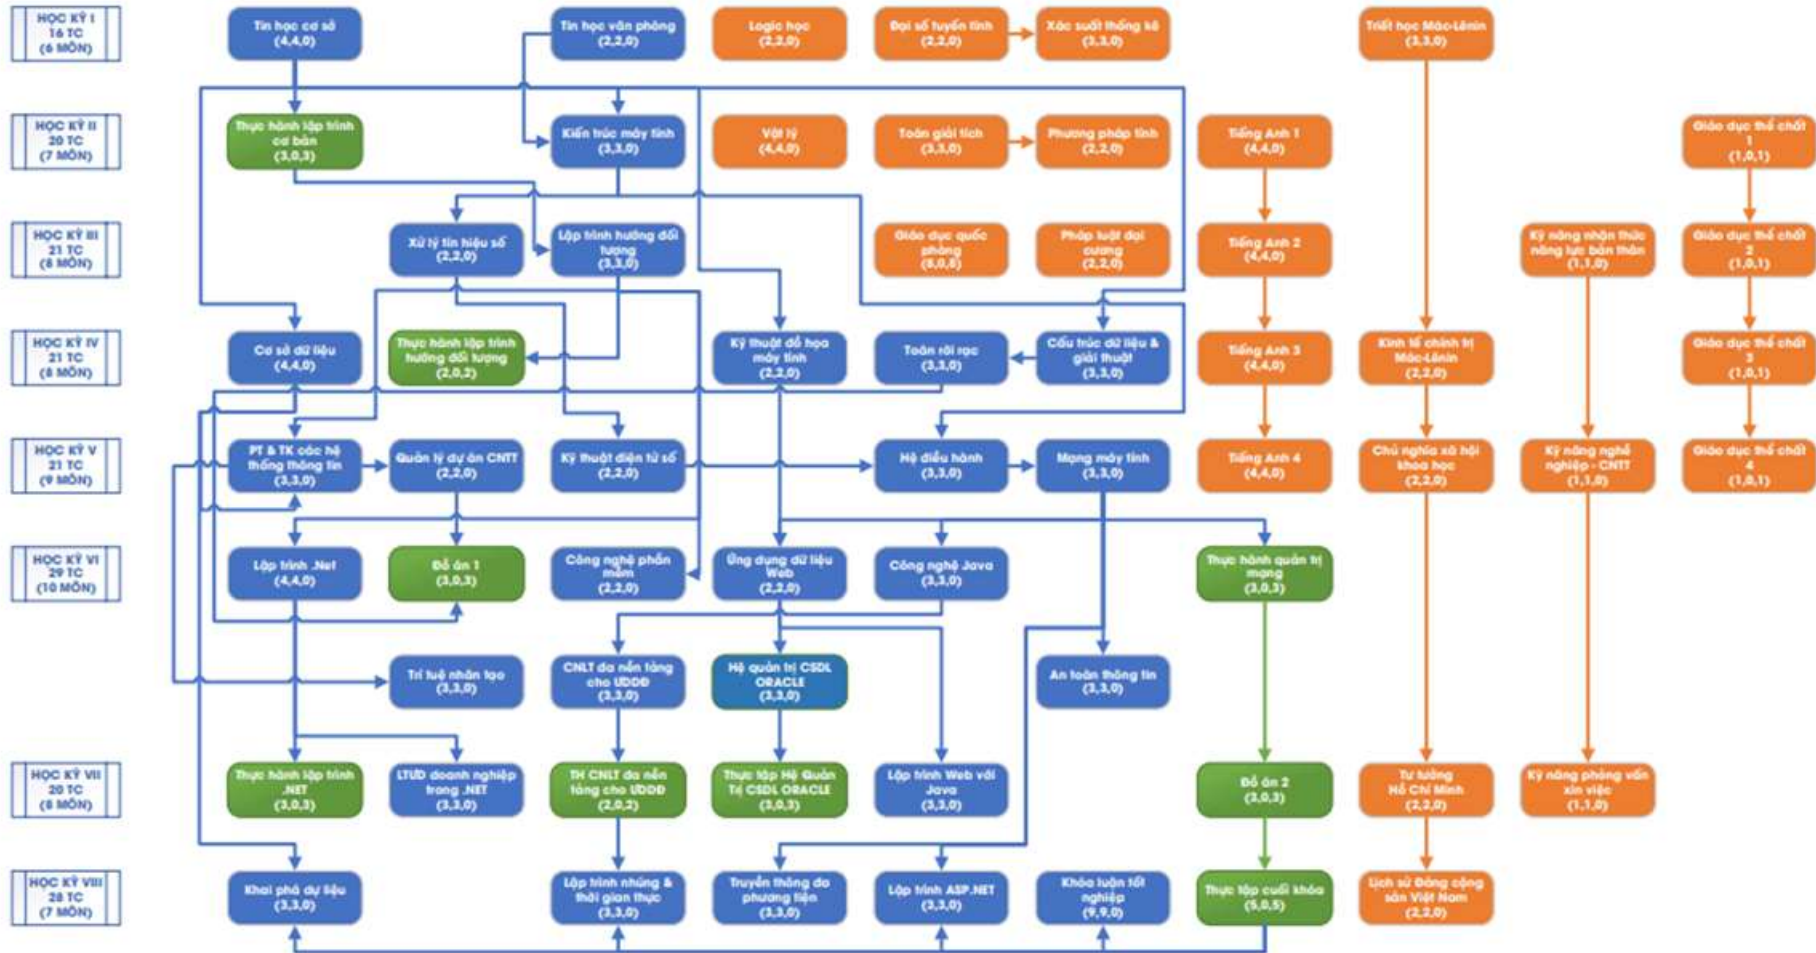 HỌC KỲ I
16 TC
(6 MÔN)
Tin học cơ sở
(4,4,0)
Tin học văn phòng
(2,2,0)
Logic học
(2,2,0)
Đại số tuyến tính
(2,2,0)
Xác suất thống kê
(3,3,0)
Triết học Mác-Lênin
(3,3,0)
HỌC KỲ II
20 TC
(7 MÔN)
Thực hành lập trình
cơ bản
(3,0,3)
Kiến trúc máy tính
(3,3,0)
Vật lý
(4,4,0)
Toán giải tích
(3,3,0)
Phương pháp tính
(2,2,0)
Tiếng Anh 1
(4,4,0)
Giáo dục thể chất
1
(1,0,1)
HỌC KỲ III
21 TC
(8 MÔN)
Xử lý tín hiệu số
(2,2,0)
Lập trình hướng đối
tượng
(3,3,0)
Giáo dục quốc
phòng
(8,0,8)
Pháp luật đại
cương
(2,2,0)
Tiếng Anh 2
(4,4,0)
Kỹ năng nhận thức
năng lực bản thân
(1,1,0)
Giáo dục thể chất
2
(1,0,1)
HỌC KỲ IV
21 TC
(8 MÔN)
Cơ sở dữ liệu
(4,4,0)
Thực hành lập trình
hướng đối tượng
(2,0,2)
Kỹ thuật đồ họa
máy tính
(2,2,0)
Toán rời rạc
(3,3,0)
Cấu trúc dữ liệu &
giải thuật
(3,3,0)
Tiếng Anh 3
(4,4,0)
Kinh tế chính trị
Mác-Lênin
(2,2,0)
Giáo dục thể chất
3
(1,0,1)
HỌC KỲ V
21 TC
(9 MÔN)
PT & TK các hệ
thống thông tin
(3,3,0)
Quản lý dự án CNTT
(2,2,0)
Kỹ thuật điện tử số
(2,2,0)
Hệ điều hành
(3,3,0)
Mạng máy tính
(3,3,0)
Tiếng Anh 4
(4,4,0)
Chủ nghĩa xã hội
khoa học
(2,2,0)
Kỹ năng nghề
nghiệp - CNTT
(1,1,0)
Giáo dục thể chất
4
(1,0,1)
HỌC KỲ VI
29 TC
(10 MÔN)
Lập trình .Net
(4,4,0)
Đồ án 1
(3,0,3)
Công nghệ phần
mềm
(2,2,0)
Ứng dụng dữ liệu
Web
(2,2,0)
Công nghệ Java
(3,3,0)
Thực hành quản trị
mạng
(3,0,3)
Trí tuệ nhân tạo
(3,3,0)
CNLT đa nền tảng
cho UDDĐ
(3,3,0)
Hệ quản trị CSDL
ORACLE
(3,3,0)
An toàn thông tin
(3,3,0)
HỌC KỲ VII
20 TC
(8 MÔN)
Thực hành lập trình
.NET
(3,0,3)
LTUD doanh nghiệp
trong .NET
(3,3,0)
TH CNLT đa nền
tảng cho UDDĐ
(2,0,2)
Thực tập Hệ Quản
Trị CSDL ORACLE
(3,0,3)
Lập trình Web với
Java
(3,3,0)
Đồ án 2
(3,0,3)
Tư tưởng
Hồ Chí Minh
(2,2,0)
Kỹ năng phỏng vấn
xin việc
(1,1,0)
HỌC KỲ VIII
28 TC
(7 MÔN)
Khai phá dự liệu
(3,3,0)
Lập trình nhúng &
thời gian thực
(3,3,0)
Truyền thông đa
phương tiện
(3,3,0)
Lập trình ASP.NET
(3,3,0)
Khóa luận tốt
nghiệp
(9,9,0)
Thực tập cuối khóa
(5,0,5)
Lịch sử Đảng cộng
sản Việt Nam
(2,2,0)